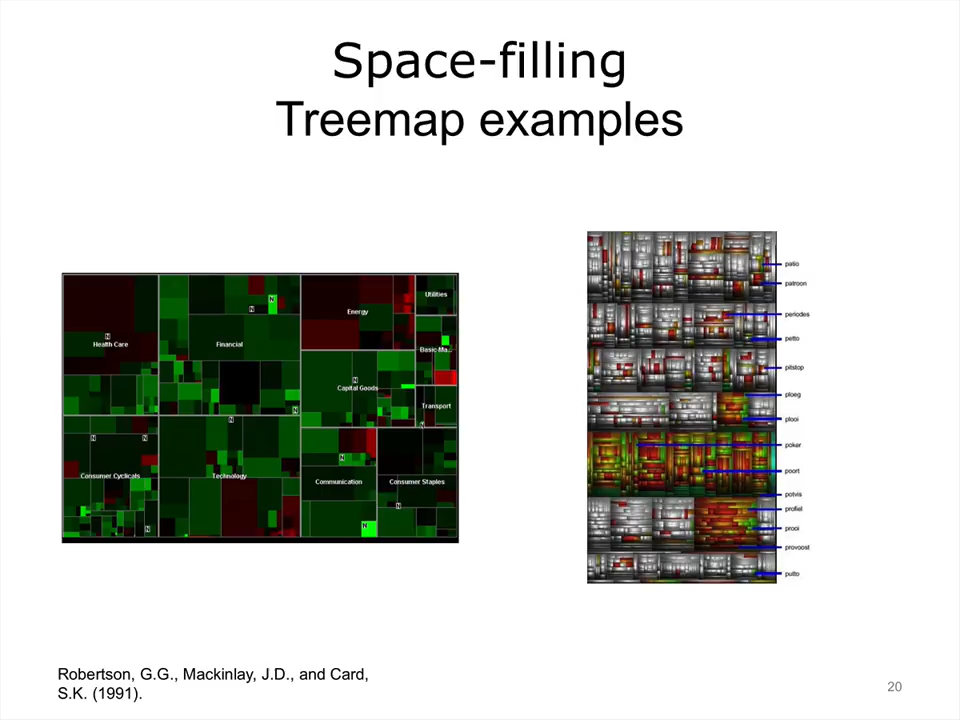 Space-filling
Treemap examples
Health Care
Financial
Energy
Utilities
Basic Ma...
Capital Goods
Transport
Consumer Cyclicals
Technology
Communication
Consumer Staples
N
N
N
N
N
N
N
N
N
N
N
N
N
patio
patroon
periodes
petto
pitstop
ploeg
plooi
poker
poort
potvis
profiel
prooi
provoost
putto
Robertson, G.G., Mackinlay, J.D., and Card,
S.K. (1991).
20